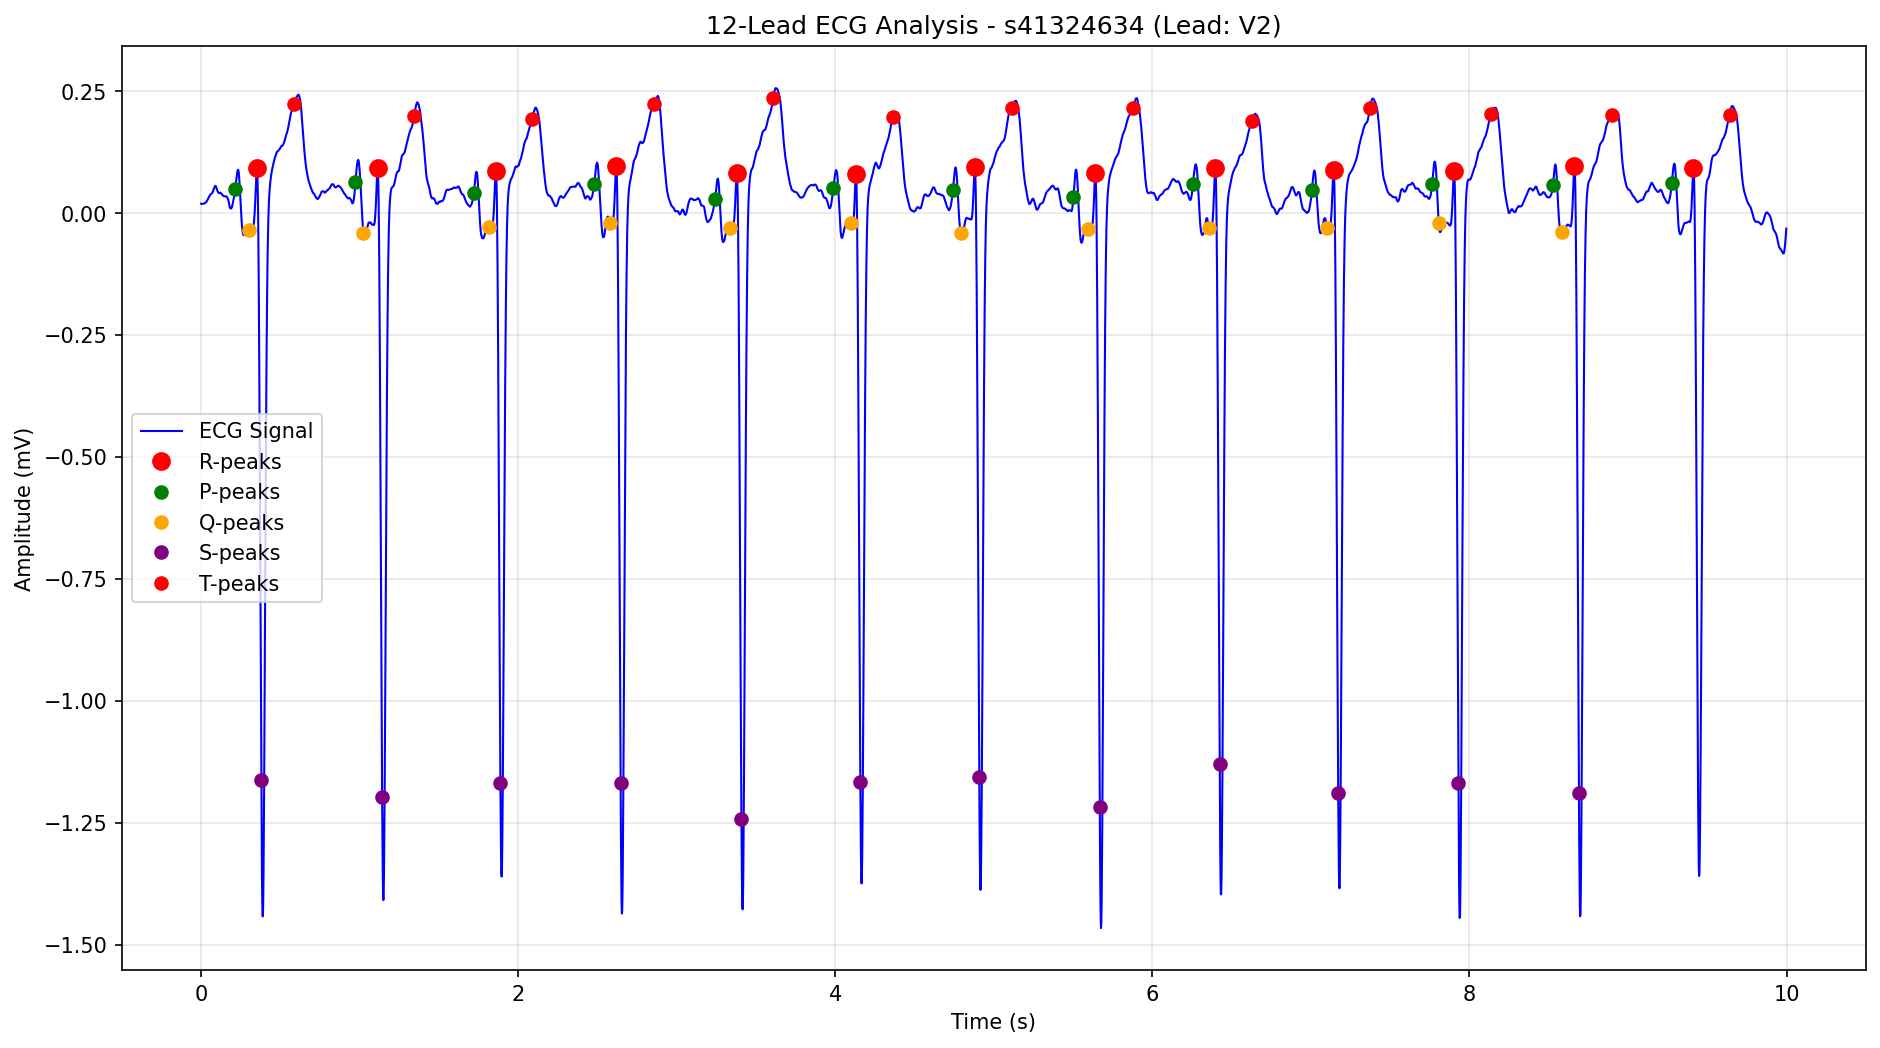 12-Lead ECG Analysis - s41324634 (Lead: V2)
0.25
0.00
−0.25
−0.50
−0.75
−1.00
−1.25
−1.50
Amplitude (mV)
ECG Signal
R-peaks
P-peaks
Q-peaks
S-peaks
T-peaks
0 2 4 6 8 10
Time (s)